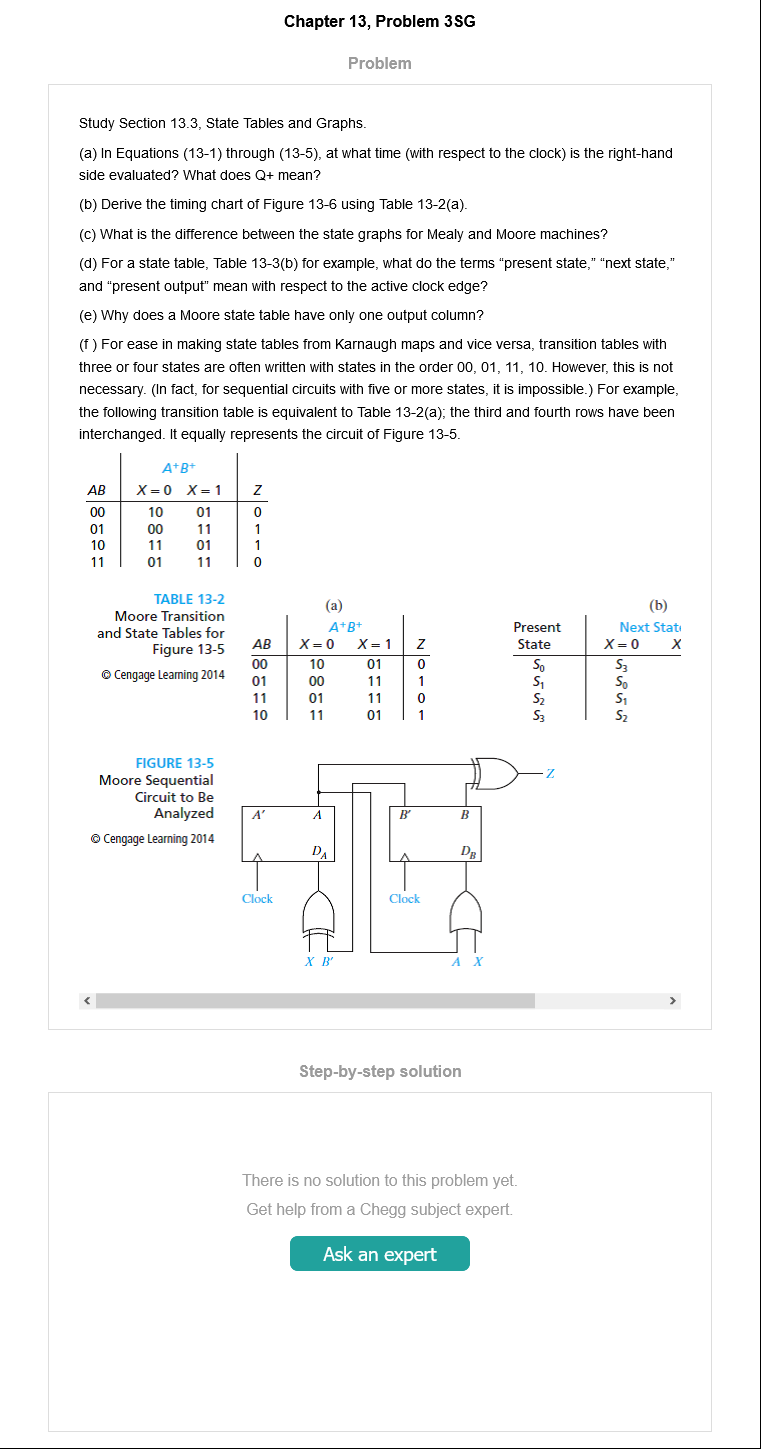 Chapter 13, Problem 3SG
Problem
Study Section 13.3, State Tables and Graphs.
(a) In Equations (13-1) through (13-5), at what time (with respect to the clock) is the right-hand
side evaluated? What does Q+ mean?
(b) Derive the timing chart of Figure 13-6 using Table 13-2(a).
(c) What is the difference between the state graphs for Mealy and Moore machines?
(d) For a state table, Table 13-3(b) for example, what do the terms “present state,” “next state,”
and “present output” mean with respect to the active clock edge?
(e) Why does a Moore state table have only one output column?
(f ) For ease in making state tables from Karnaugh maps and vice versa, transition tables with
three or four states are often written with states in the order 00, 01, 11, 10. However, this is not
necessary. (In fact, for sequential circuits with five or more states, it is impossible.) For example,
the following transition table is equivalent to Table 13-2(a); the third and fourth rows have been
interchanged. It equally represents the circuit of Figure 13-5.
A⁺B⁺
AB X = 0 X = 1 Z
00 10 01 0
01 00 11 1
10 11 01 1
11 01 11 0
TABLE 13-2
Moore Transition
and State Tables for
Figure 13-5
© Cengage Learning 2014
(a)
A⁺B⁺
AB X = 0 X = 1 Z
00 10 01 0
01 00 11 1
11 01 11 0
10 11 01 1
(b)
Present Next Stat
State X = 0 X
S₀ S₃
S₁ S₀
S₂ S₁
S₃ S₂
FIGURE 13-5
Moore Sequential
Circuit to Be
Analyzed
© Cengage Learning 2014
Z
A′ A B′ B
D_A D_B
Clock Clock
X B′ A X
Step-by-step solution
There is no solution to this problem yet.
Get help from a Chegg subject expert.
Ask an expert